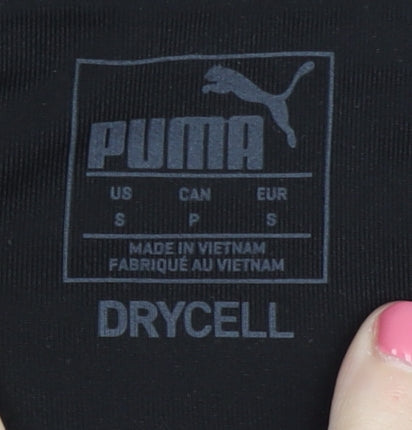 PUMA
US CAN EUR
S P S
MADE IN VIETNAM
FABRIQUÉ AU VIETNAM
DRYCELL